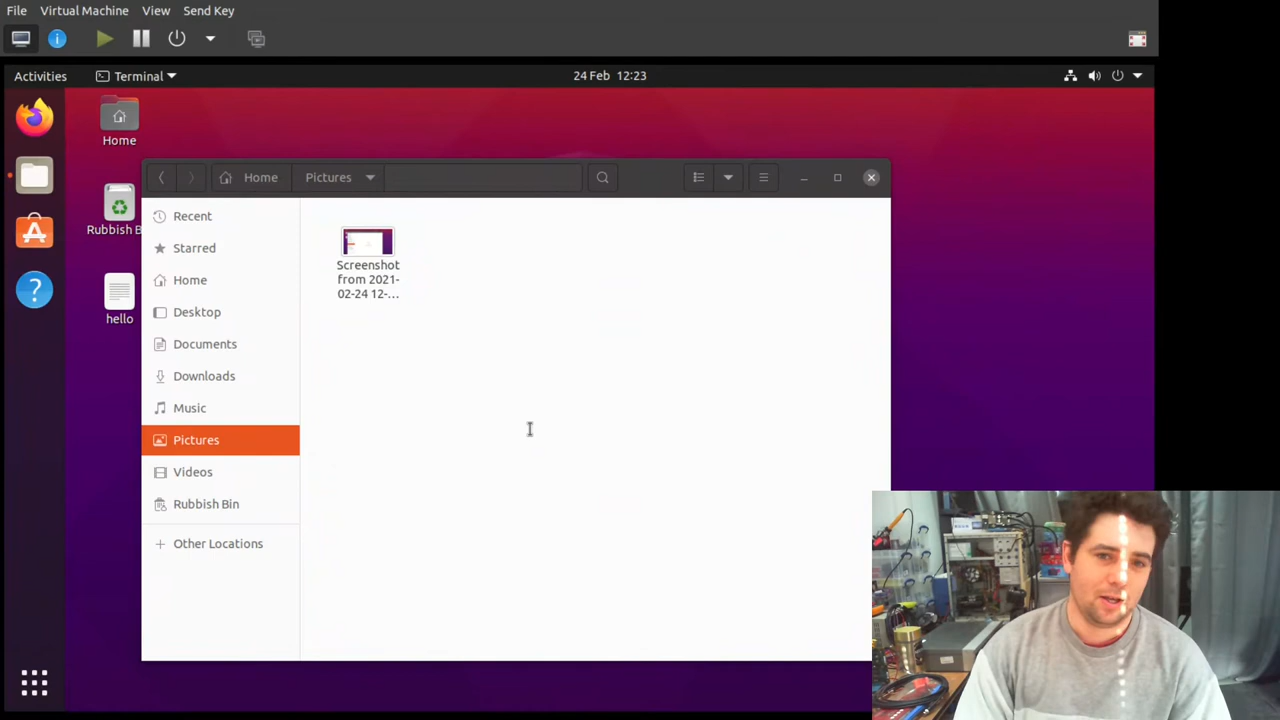 File Virtual Machine View Send Key
Activities Terminal 24 Feb 12:23
Home
Rubbish B
hello
Home Pictures
Recent
Starred
Home
Desktop
Documents
Downloads
Music
Pictures
Videos
Rubbish Bin
Other Locations
Screenshot
from 2021-
02-24 12-...